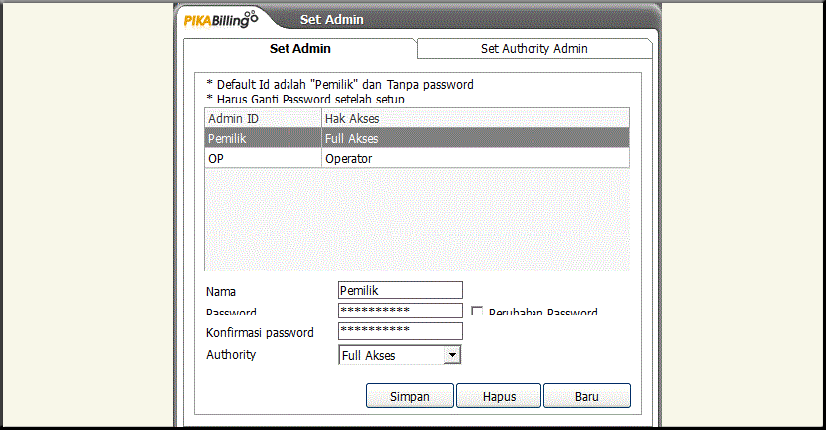 PIKABilling Set Admin
Set Admin Set Authority Admin
* Default Id adalah "Pemilik" dan Tanpa password
* Harus Ganti Password setelah setup
Admin ID Hak Akses
Pemilik Full Akses
OP Operator
Nama Pemilik
Password ********** Perubahan Password
Konfirmasi password **********
Authority Full Akses
Simpan Hapus Baru